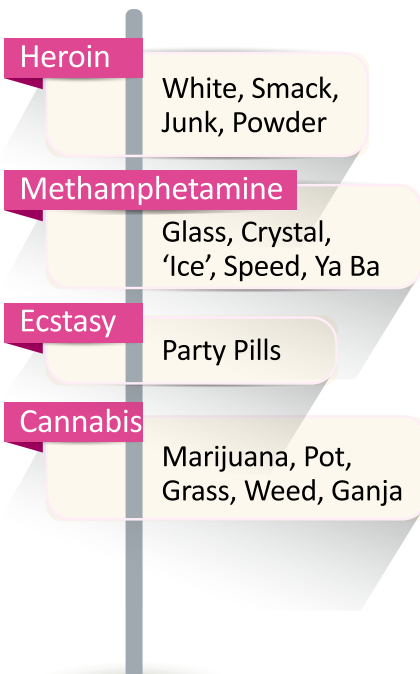 Heroin
White, Smack,
Junk, Powder
Methamphetamine
Glass, Crystal,
‘Ice’, Speed, Ya Ba
Ecstasy
Party Pills
Cannabis
Marijuana, Pot,
Grass, Weed, Ganja